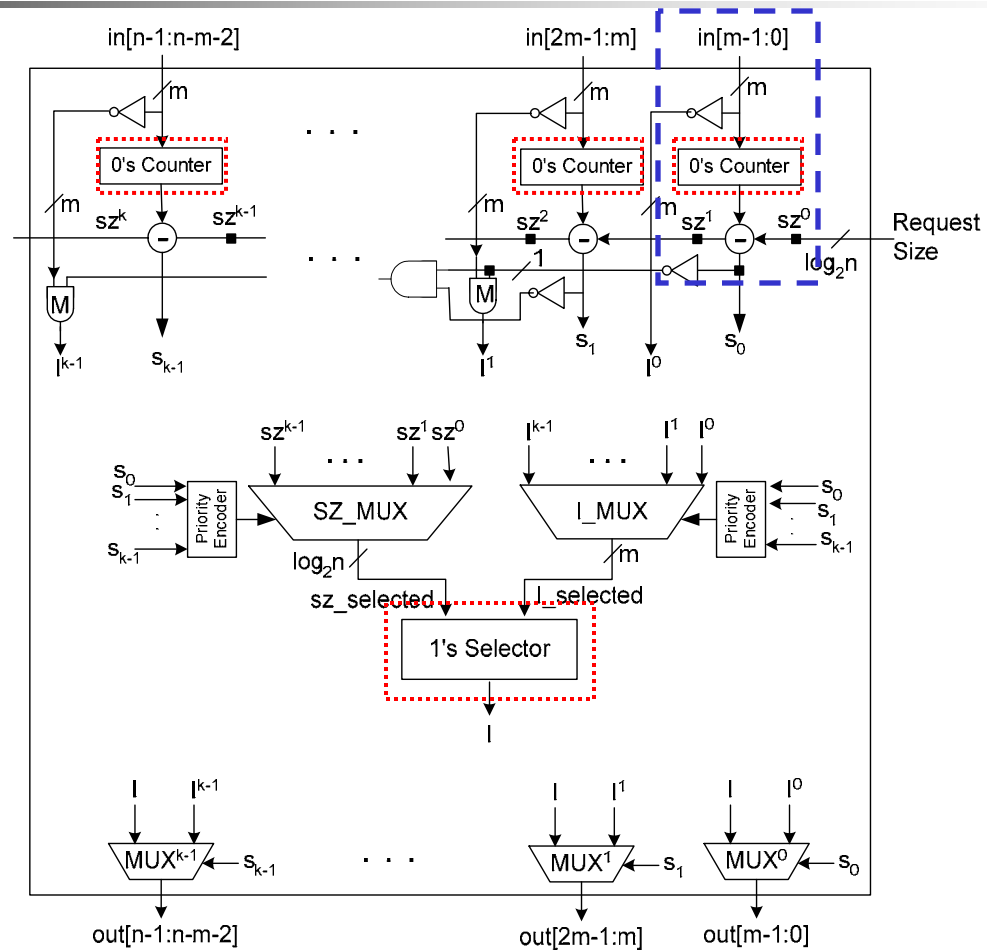 in[n-1:n-m-2] in[2m-1:m] in[m-1:0]
m m m
0's Counter 0's Counter 0's Counter
m m m
sz^k sz^k-1 sz^2 sz^1 sz^0 Request
Size
- - -
. . .
. . .
log₂n
1
M M
I^k-1 s_k-1 I^1 s_1 I^0 s_0
sz^k-1 . . . sz^1 sz^0 I^k-1 . . . I^1 I^0
s_0 s_1 . . s_k-1 Priority Encoder SZ_MUX I_MUX Priority Encoder s_0 s_1 . . s_k-1
log₂n m
sz_selected I_selected
1's Selector
I
I I^k-1 I I^1 I I^0
MUX^k-1 s_k-1 . . . MUX^1 s_1 MUX^0 s_0
out[n-1:n-m-2] out[2m-1:m] out[m-1:0]